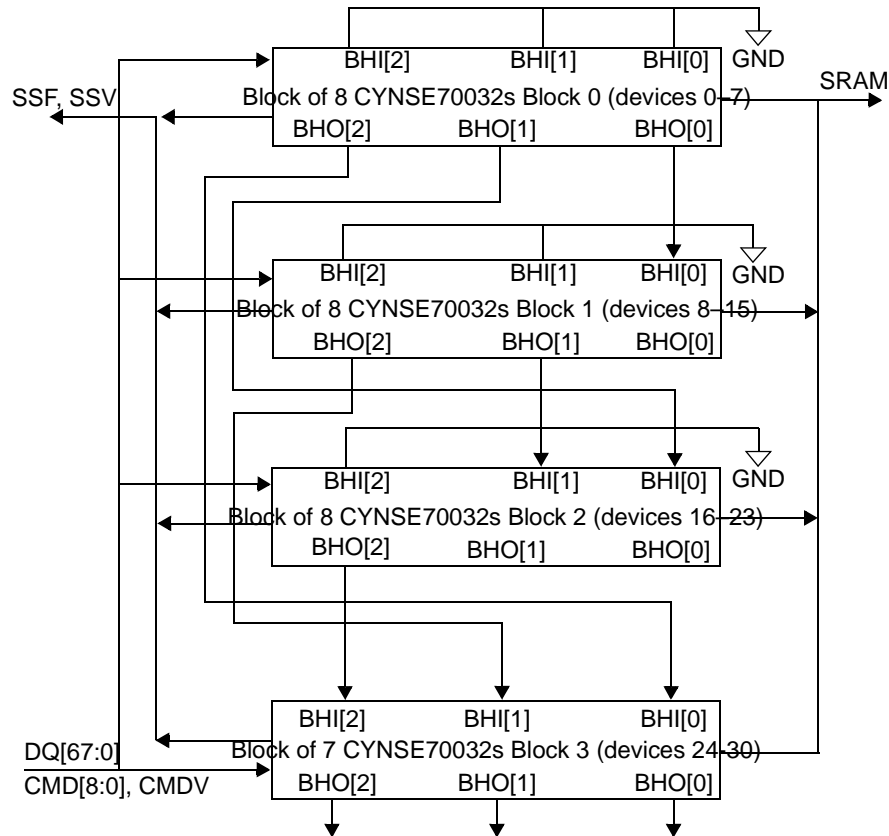 BHI[2] BHI[1] BHI[0] GND
SSF, SSV Block of 8 CYNSE70032s Block 0 (devices 0–7) SRAM
BHO[2] BHO[1] BHO[0]
BHI[2] BHI[1] BHI[0] GND
Block of 8 CYNSE70032s Block 1 (devices 8–15)
BHO[2] BHO[1] BHO[0]
BHI[2] BHI[1] BHI[0] GND
Block of 8 CYNSE70032s Block 2 (devices 16–23)
BHO[2] BHO[1] BHO[0]
BHI[2] BHI[1] BHI[0]
DQ[67:0] Block of 7 CYNSE70032s Block 3 (devices 24-30)
CMD[8:0], CMDV BHO[2] BHO[1] BHO[0]